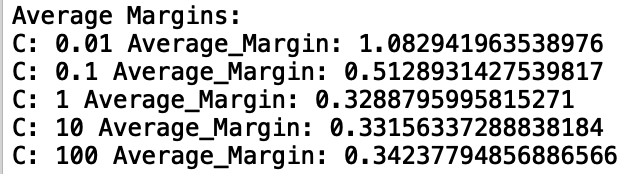 Average Margins:
C: 0.01 Average_Margin: 1.082941963538976
C: 0.1 Average_Margin: 0.5128931427539817
C: 1 Average_Margin: 0.3288795995815271
C: 10 Average_Margin: 0.33156337288838184
C: 100 Average_Margin: 0.34237794856886566